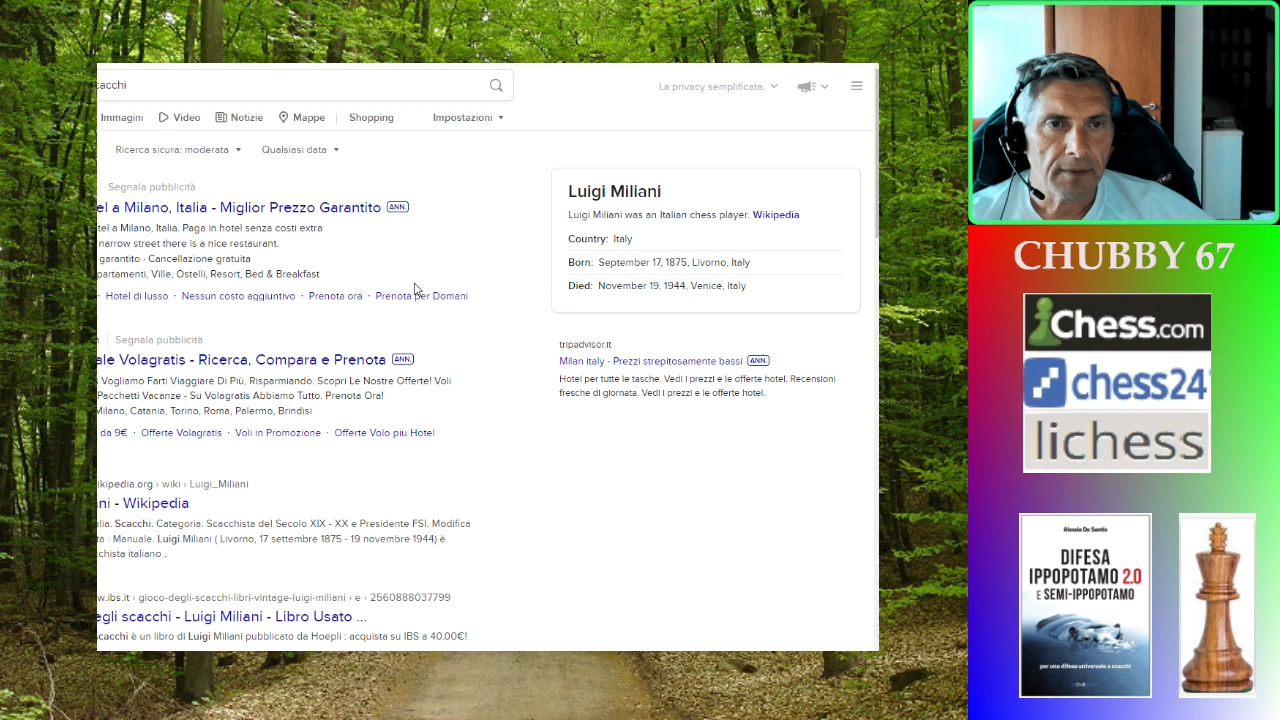 cacchi
La privacy semplificata.
Immagini Video Notizie Mappe Shopping Impostazioni
Ricerca sicura: moderata Qualsiasi data
Segnala pubblicità
el a Milano, Italia - Miglior Prezzo Garantito ANN.
tel a Milano, Italia. Paga in hotel senza costi extra
narrow street there is a nice restaurant.
garantito · Cancellazione gratuita
partamenti, Ville, Ostelli, Resort, Bed & Breakfast
· Hotel di lusso · Nessun costo aggiuntivo · Prenota ora · Prenota per Domani
Segnala pubblicità
ale Volagratis - Ricerca, Compara e Prenota ANN.
Vogliamo Farti Viaggiare Di Più, Risparmiando. Scopri Le Nostre Offerte! Voli
Pacchetti Vacanze - Su Volagratis Abbiamo Tutto. Prenota Ora!
Milano, Catania, Torino, Roma, Palermo, Brindisi
da 9€ · Offerte Volagratis · Voli in Promozione · Offerte Volo piu Hotel
ikipedia.org › wiki › Luigi_Miliani
ni - Wikipedia
alia. Scacchi. Categoria. Scacchista del Secolo XIX - XX e Presidente FSI. Modifica
ta · Manuale. Luigi Miliani ( Livorno, 17 settembre 1875 - 19 novembre 1944) è
cchista italiano .
w.ibs.it › gioco-degli-scacchi-libri-vintage-luigi-miliani › e › 2560888037799
egli scacchi - Luigi Miliani - Libro Usato ...
cacchi è un libro di Luigi Miliani pubblicato da Hoepli : acquista su IBS a 40.00€!
Luigi Miliani
Luigi Miliani was an Italian chess player. Wikipedia
Country: Italy
Born: September 17, 1875, Livorno, Italy
Died: November 19, 1944, Venice, Italy
tripadvisor.it
Milan italy - Prezzi strepitosamente bassi ANN.
Hotel per tutte le tasche. Vedi i prezzi e le offerte hotel. Recensioni
fresche di giornata. Vedi i prezzi e le offerte hotel.
CHUBBY 67
Chess.com
chess24
lichess
Alessio De Santis
DIFESA
IPPOPOTAMO 2.0
E SEMI-IPPOPOTAMO
per una difesa universale a scacchi